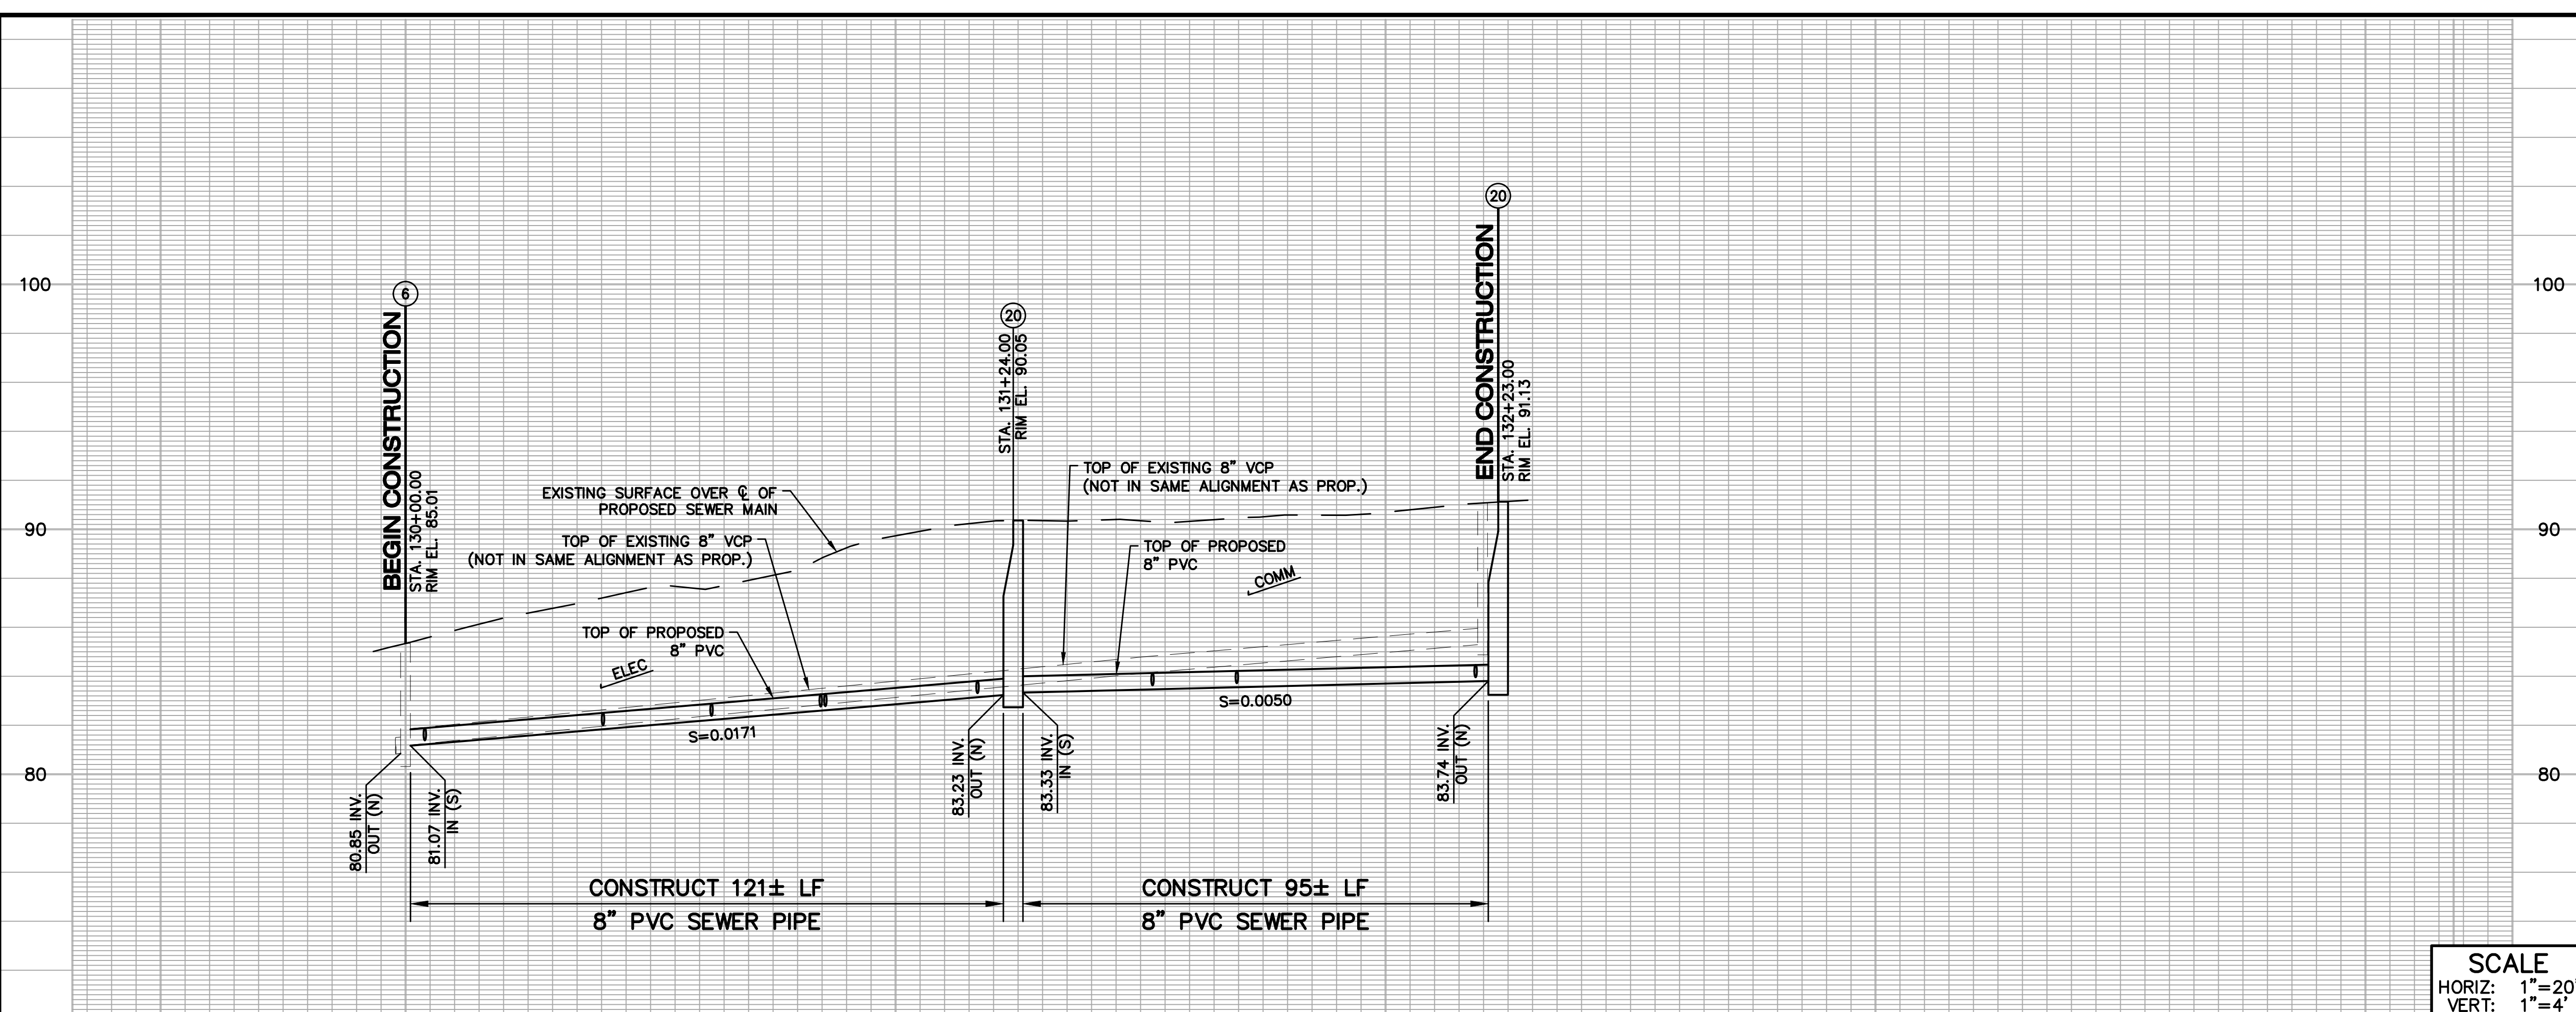 20
100
100
6
20
BEGIN CONSTRUCTION
STA. 130+00.00
RIM EL. 85.01
STA. 131+24.00
RIM EL. 90.05
END CONSTRUCTION
STA. 132+23.00
RIM EL. 91.13
TOP OF EXISTING 8" VCP
(NOT IN SAME ALIGNMENT AS PROP.)
EXISTING SURFACE OVER ℄ OF
PROPOSED SEWER MAIN
90
90
TOP OF EXISTING 8" VCP
(NOT IN SAME ALIGNMENT AS PROP.)
TOP OF PROPOSED
8" PVC
COMM
TOP OF PROPOSED
8" PVC
ELEC
S=0.0171
S=0.0050
80
80
80.85 INV.
OUT (N)
81.07 INV.
IN (S)
83.23 INV.
OUT (N)
83.33 INV.
IN (S)
83.74 INV.
OUT (N)
CONSTRUCT 121± LF
8" PVC SEWER PIPE
CONSTRUCT 95± LF
8" PVC SEWER PIPE
SCALE
HORIZ: 1"=20'
VERT: 1"=4'